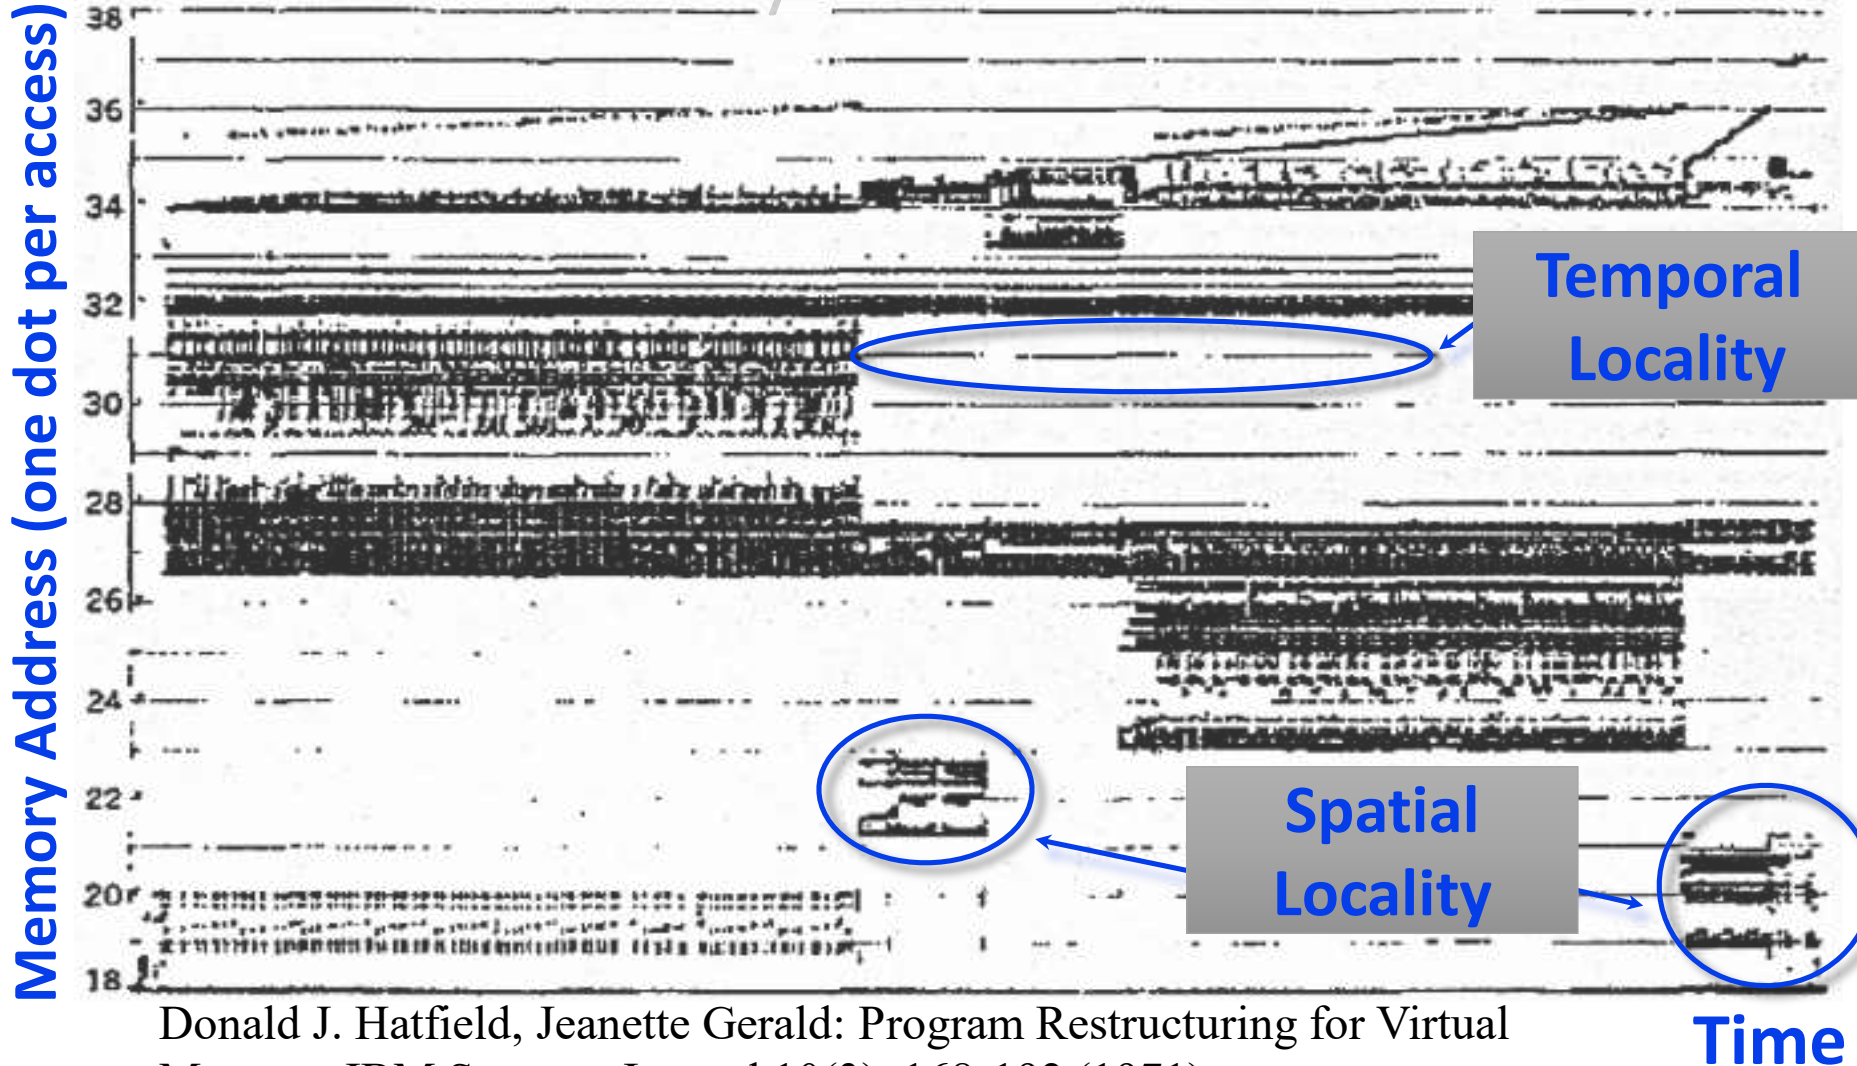 Memory Address (one dot per access)
38
36
34
32
30
28
26
24
22
20
18
Temporal
Locality
Spatial
Locality
Donald J. Hatfield, Jeanette Gerald: Program Restructuring for Virtual
Time